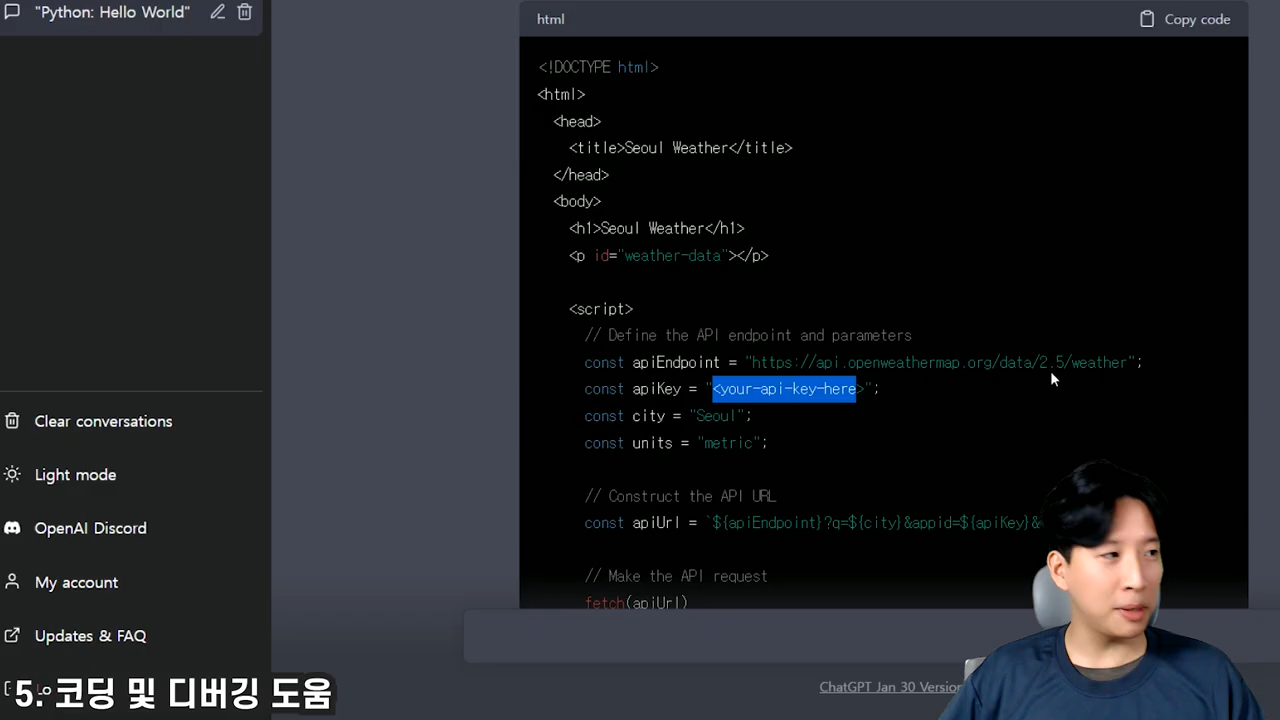 "Python: Hello World"
html
Copy code
<!DOCTYPE html>
<html>
<head>
<title>Seoul Weather</title>
</head>
<body>
<h1>Seoul Weather</h1>
<p id="weather-data"></p>
<script>
// Define the API endpoint and parameters
const apiEndpoint = "https://api.openweathermap.org/data/2.5/weather";
const apiKey = "<your-api-key-here>";
const city = "Seoul";
const units = "metric";
// Construct the API URL
const apiUrl = `${apiEndpoint}?q=${city}&appid=${apiKey}&
// Make the API request
fetch(apiUrl)
Clear conversations
Light mode
OpenAI Discord
My account
Updates & FAQ
5. 코딩 및 디버깅 도움
ChatGPT Jan 30 Version